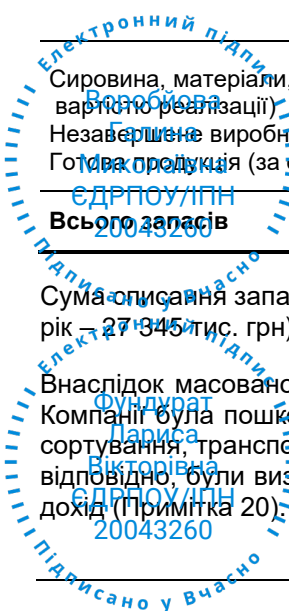 Електронний підпис
Сировина, матеріали,
вартістю реалізації)
Воробйова
Незавершене виробн
Галина
Готова продукція (за
Миколаївна
ЄДРПОУ/ІПН
Всього запасів
20043260
Підписано у Вчасно
Сума списання запа
рік – 27 345 тис. грн)
Електронний підпис
Внаслідок масовано
Компанії була пошко
Фундурат
сортування, транспо
Лариса
Вікторівна
відповідно, були виз
ЄДРПОУ/ІПН
дохід (Примітка 20).
20043260
Підписано у Вчасно